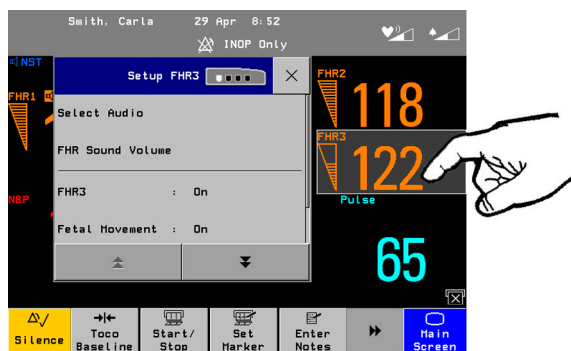 Smith, Carla 29 Apr 8:52
INOP Only
NST
Setup FHR3
FHR1
FHR2
118
Select Audio
FHR Sound Volume
FHR3
122
FHR3 : On
NBP
Pulse
Fetal Movement : On
65
Silence
Toco Baseline
Start/ Stop
Set Marker
Enter Notes
Main Screen